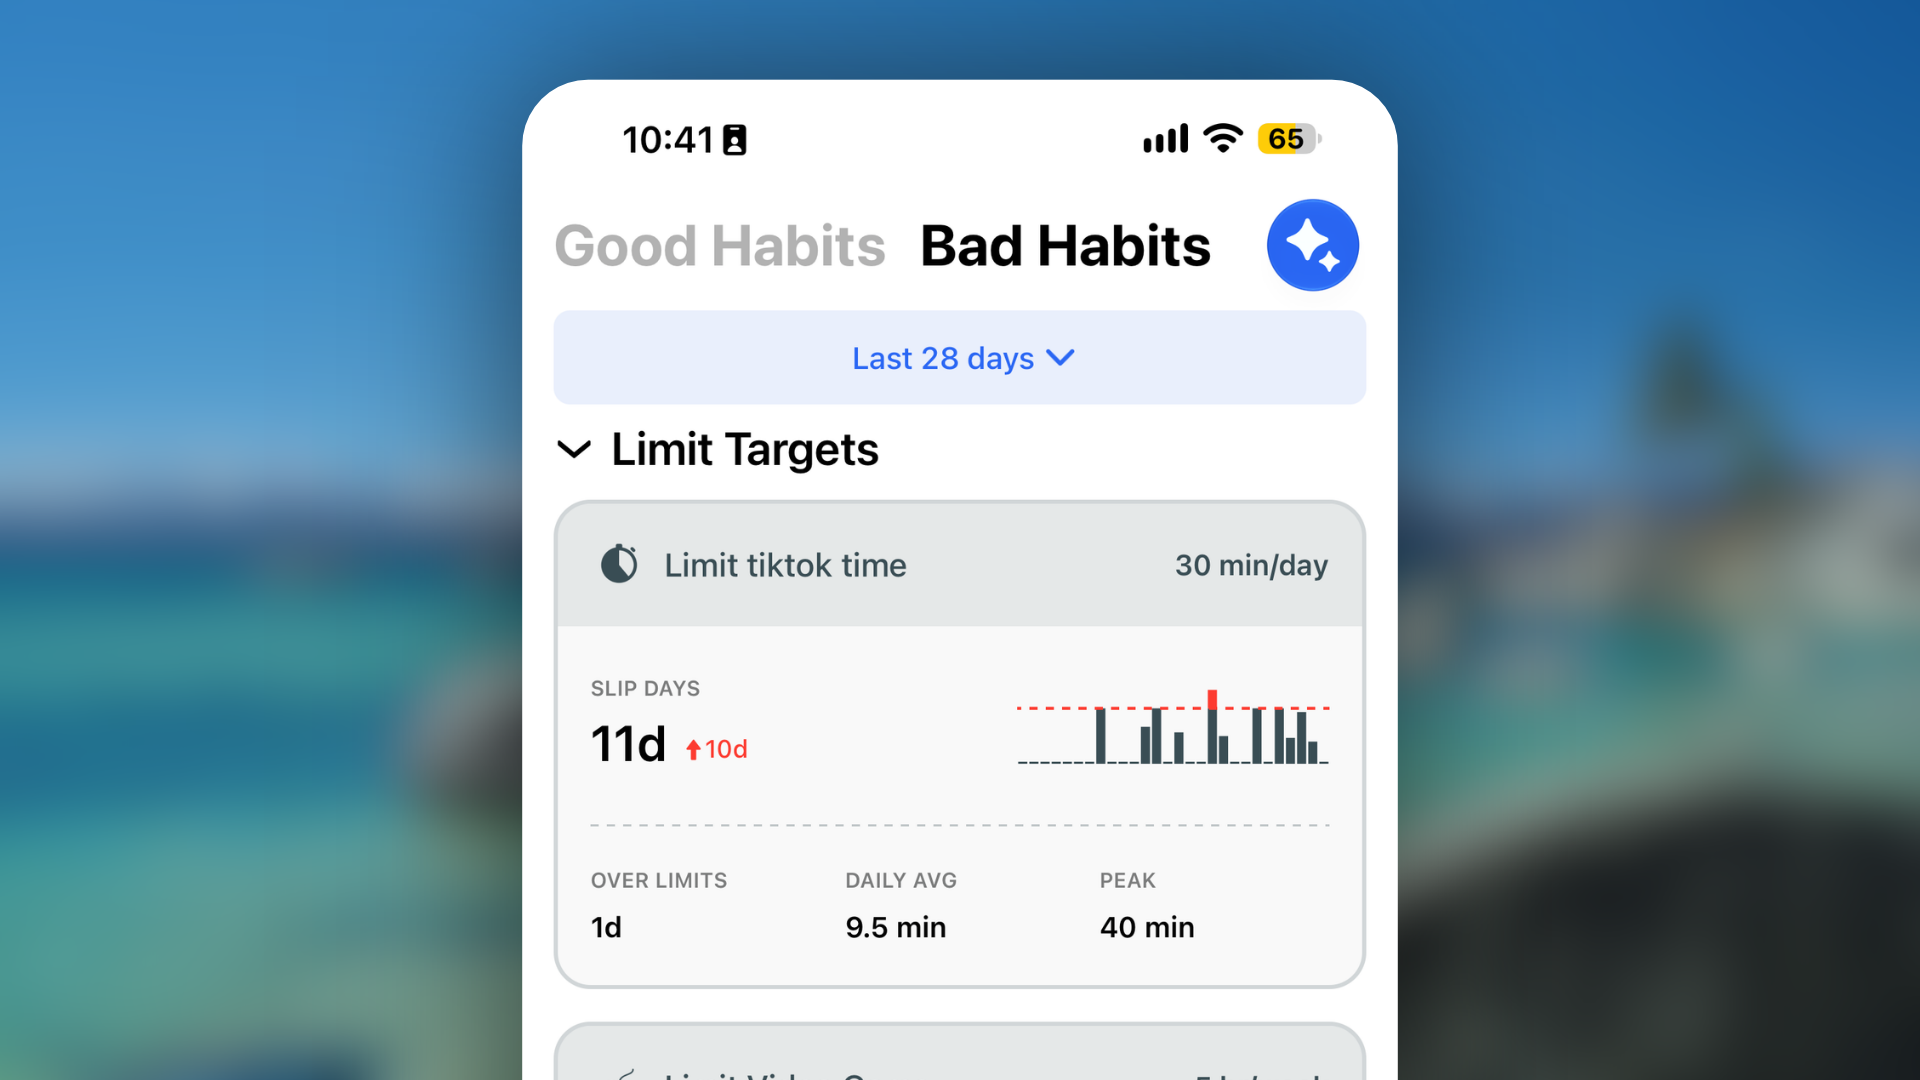 10:41
65
Good Habits Bad Habits
Last 28 days
Limit Targets
Limit tiktok time 30 min/day
SLIP DAYS
11d 10d
OVER LIMITS DAILY AVG PEAK
1d 9.5 min 40 min